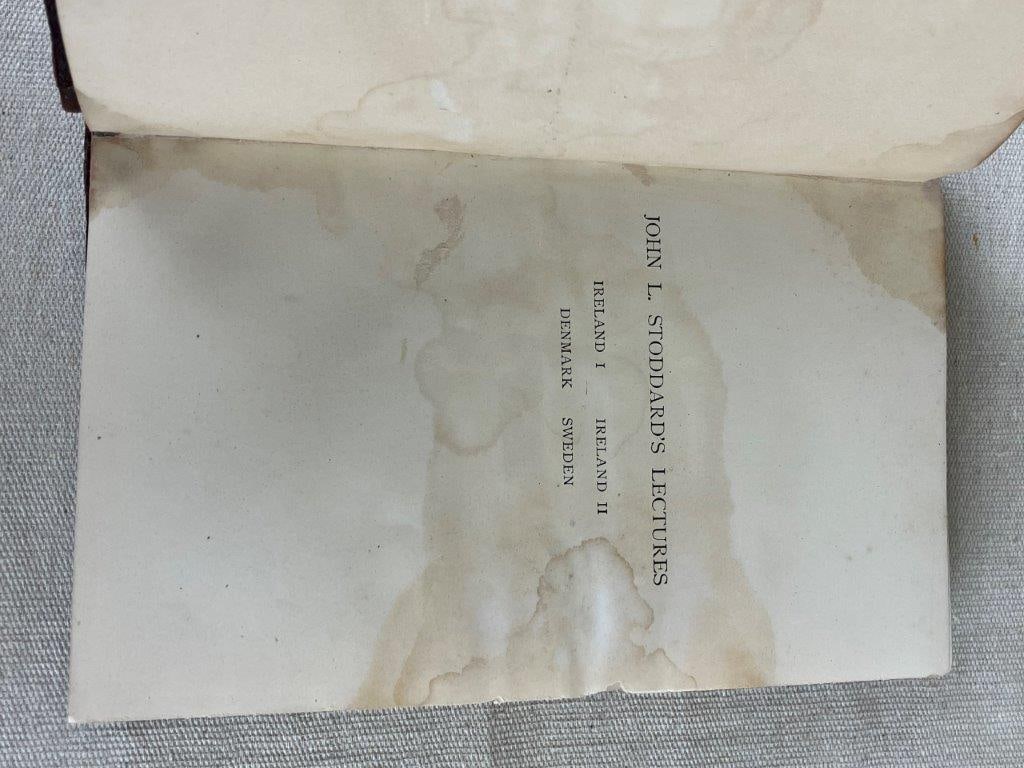 JOHN L. STODDARD'S LECTURES
IRELAND I IRELAND II
DENMARK SWEDEN